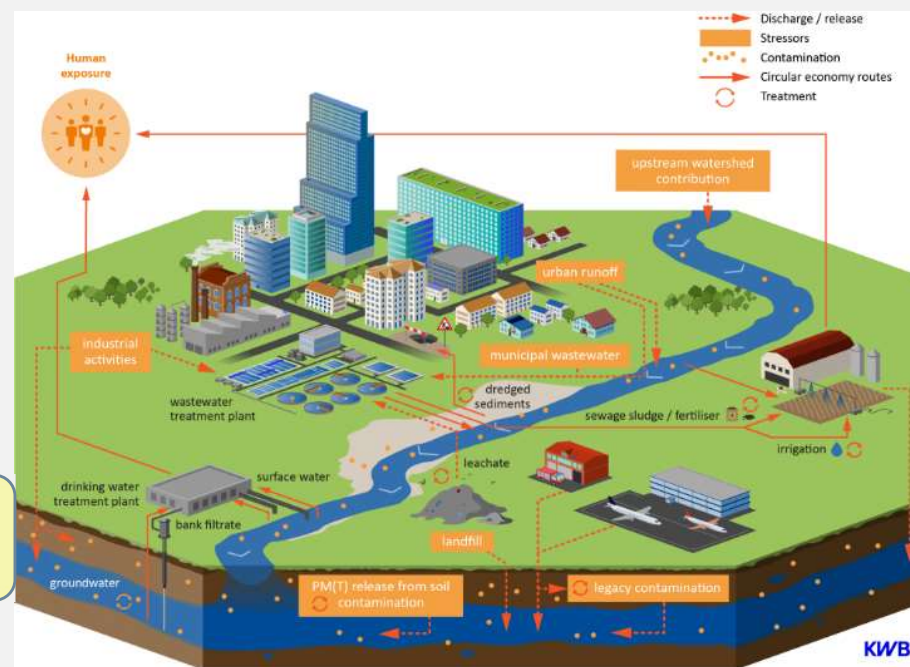 Discharge / release
Stressors
Contamination
Circular economy routes
Treatment
Human
exposure
upstream watershed
contribution
urban runoff
industrial
activities
municipal wastewater
wastewater
treatment plant
dredged
sediments
sewage sludge / fertiliser
irrigation
leachate
surface water
drinking water
treatment plant
bank filtrate
landfill
groundwater
PM(T) release from soil
contamination
legacy contamination
KWB